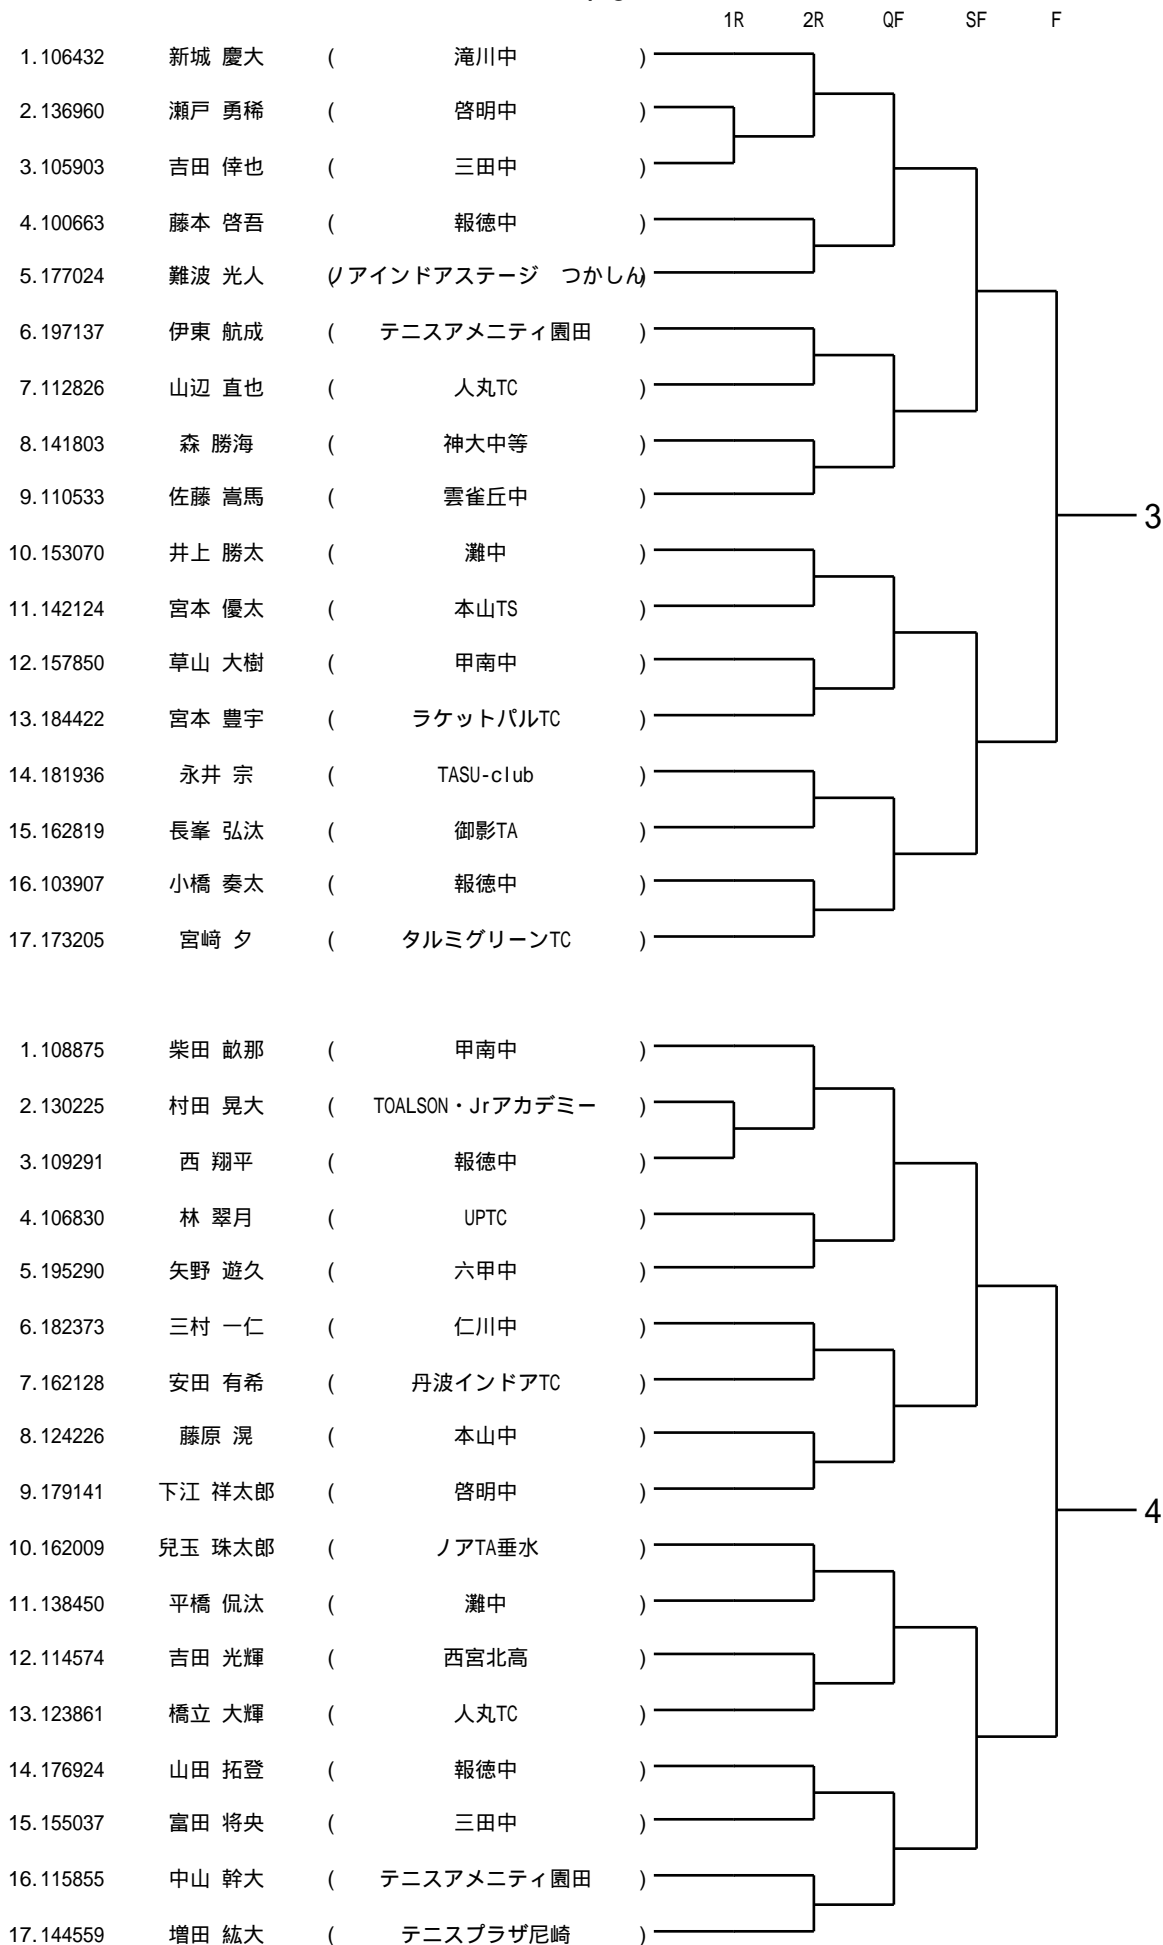 1R 2R QF SF F
1.106432 新城 慶大 ( 滝川中 )
2.136960 瀬戸 勇稀 ( 啓明中 )
3.105903 吉田 倖也 ( 三田中 )
4.100663 藤本 啓吾 ( 報徳中 )
5.177024 難波 光人 (ノアインドアステージ　つかしん)
6.197137 伊東 航成 ( テニスアメニティ園田 )
7.112826 山辺 直也 ( 人丸TC )
8.141803 森 勝海 ( 神大中等 )
9.110533 佐藤 嵩馬 ( 雲雀丘中 )
3
10.153070 井上 勝太 ( 灘中 )
11.142124 宮本 優太 ( 本山TS )
12.157850 草山 大樹 ( 甲南中 )
13.184422 宮本 豊宇 ( ラケットパルTC )
14.181936 永井 宗 ( TASU-club )
15.162819 長峯 弘汰 ( 御影TA )
16.103907 小橋 奏太 ( 報徳中 )
17.173205 宮﨑 夕 ( タルミグリーンTC )
1.108875 柴田 畝那 ( 甲南中 )
2.130225 村田 晃大 ( TOALSON・Jrアカデミー )
3.109291 西 翔平 ( 報徳中 )
4.106830 林 翠月 ( UPTC )
5.195290 矢野 遊久 ( 六甲中 )
6.182373 三村 一仁 ( 仁川中 )
7.162128 安田 有希 ( 丹波インドアTC )
8.124226 藤原 滉 ( 本山中 )
9.179141 下江 祥太郎 ( 啓明中 )
4
10.162009 兒玉 珠太郎 ( ノアTA垂水 )
11.138450 平橋 侃汰 ( 灘中 )
12.114574 吉田 光輝 ( 西宮北高 )
13.123861 橋立 大輝 ( 人丸TC )
14.176924 山田 拓登 ( 報徳中 )
15.155037 富田 将央 ( 三田中 )
16.115855 中山 幹大 ( テニスアメニティ園田 )
17.144559 増田 紘大 ( テニスプラザ尼崎 )